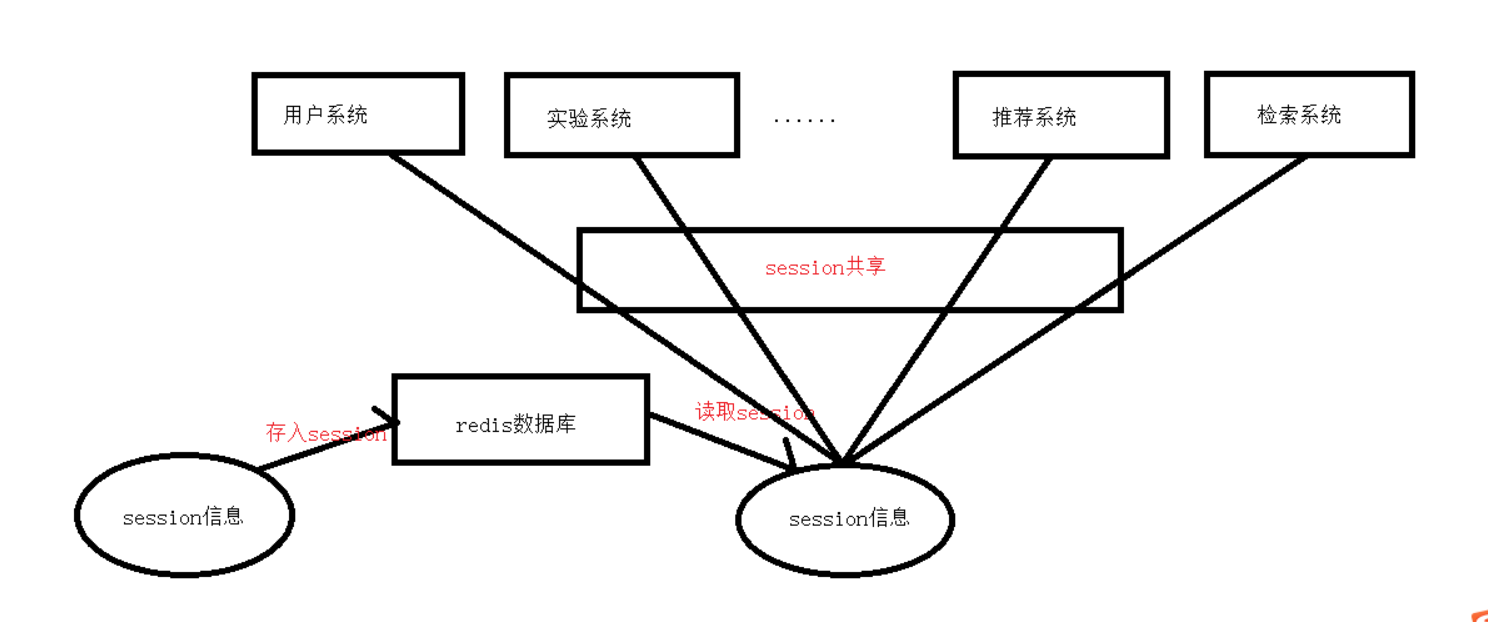 用户系统
实验系统
......
推荐系统
检索系统
session共享
读取session
redis数据库
存入session
session信息
session信息